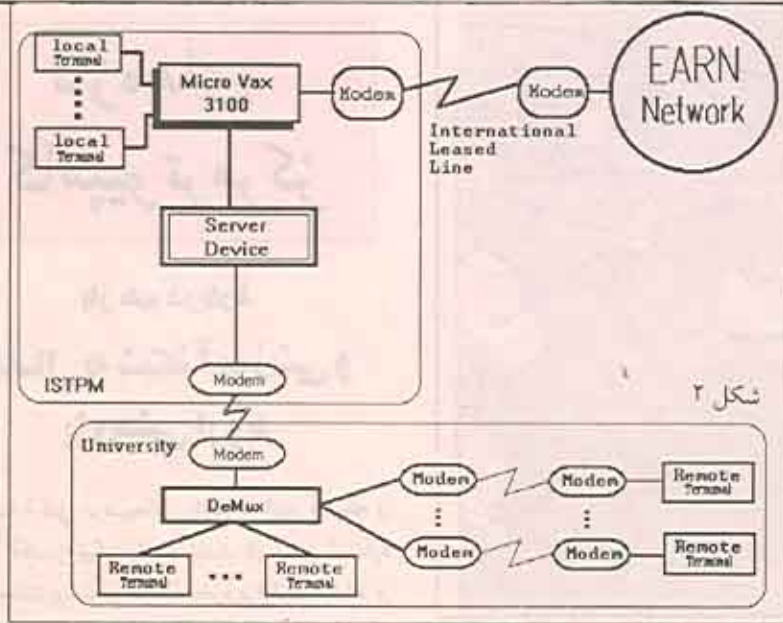 local
Terminal
local
Terminal
Micro Vax
3100
Modem
Modem
EARN
Network
International
Leased
Line
Server
Device
ISTPM
Modem
شکل ۲
University
Modem
DeMux
Modem
Modem
Remote
Terminal
Modem
Modem
Remote
Terminal
Remote
Terminal
Remote
Terminal